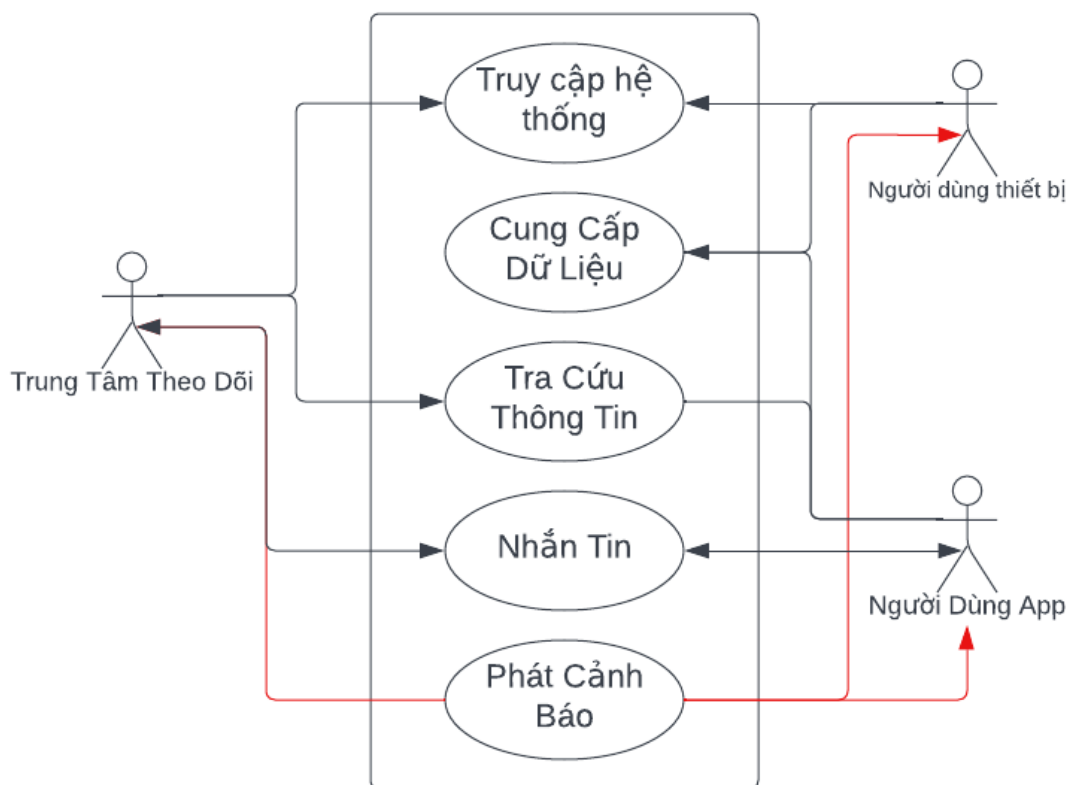 Truy cập hệ
thống
Người dùng thiết bị
Cung Cấp
Dữ Liệu
Trung Tâm Theo Dõi
Tra Cứu
Thông Tin
Nhắn Tin
Người Dùng App
Phát Cảnh
Báo